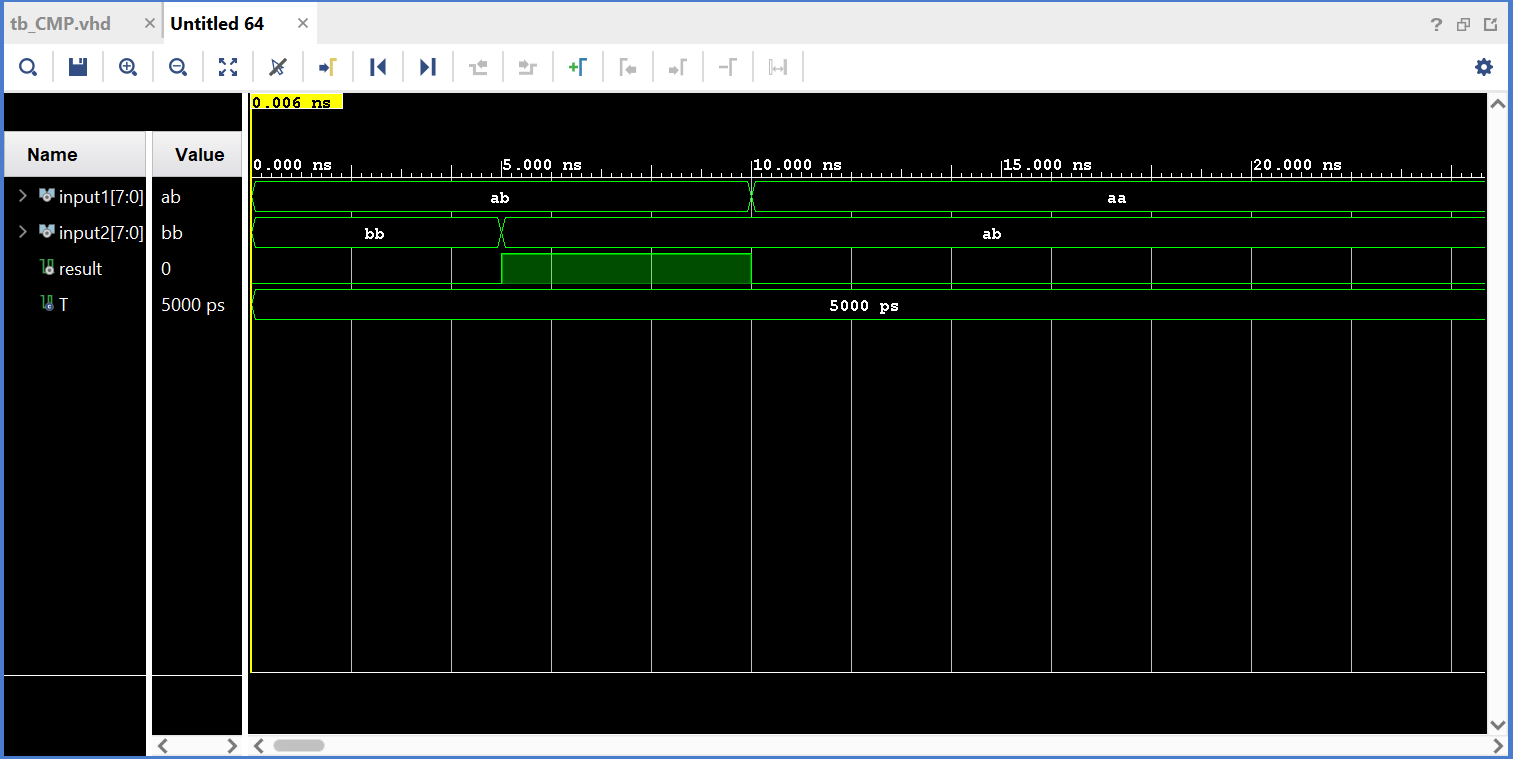 tb_CMP.vhd × Untitled 64 × ?
0.006 ns
Name Value
0.000 ns 5.000 ns 10.000 ns 15.000 ns 20.000 ns
input1[7:0] ab ab aa
input2[7:0] bb bb ab
result 0
T 5000 ps 5000 ps